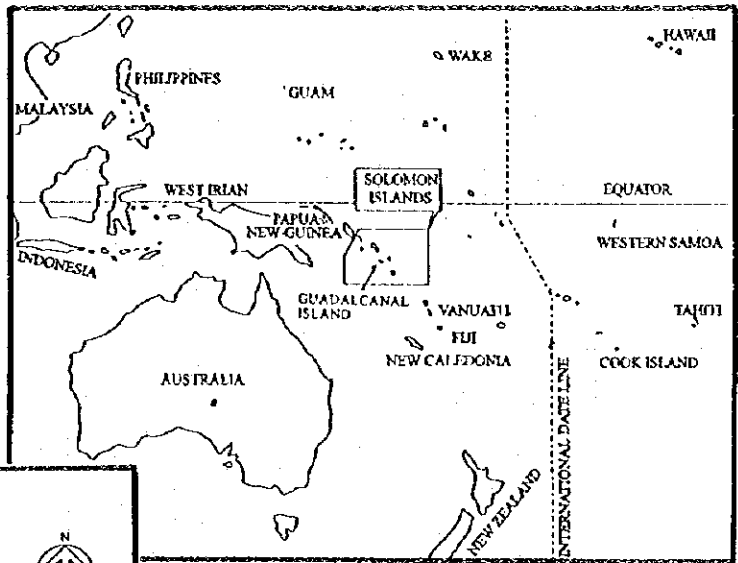 HAWAII
WAKE
PHILIPPINES
GUAM
MALAYSIA
SOLOMON
ISLANDS
WEST IRIAN
EQUATOR
PAPUA
NEW GUINEA
WESTERN SAMOA
INDONESIA
GUADALCANAL
ISLAND
VANUATU
TAHITI
FIJI
NEW CALEDONIA
COOK ISLAND
AUSTRALIA
INTERNATIONAL DATE LINE
NEW ZEALAND
N